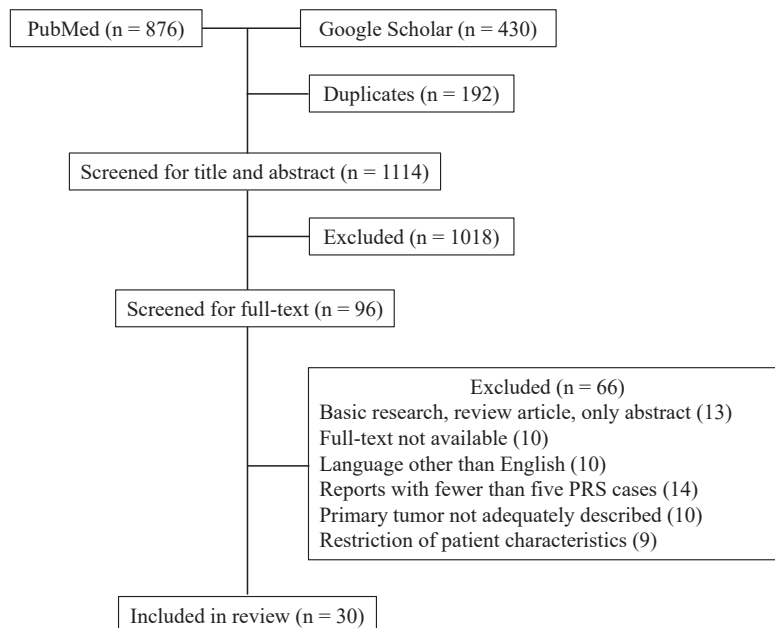 PubMed (n = 876)
Google Scholar (n = 430)
Duplicates (n = 192)
Screened for title and abstract (n = 1114)
Excluded (n = 1018)
Screened for full-text (n = 96)
Excluded (n = 66)
Basic research, review article, only abstract (13)
Full-text not available (10)
Language other than English (10)
Reports with fewer than five PRS cases (14)
Primary tumor not adequately described (10)
Restriction of patient characteristics (9)
Included in review (n = 30)